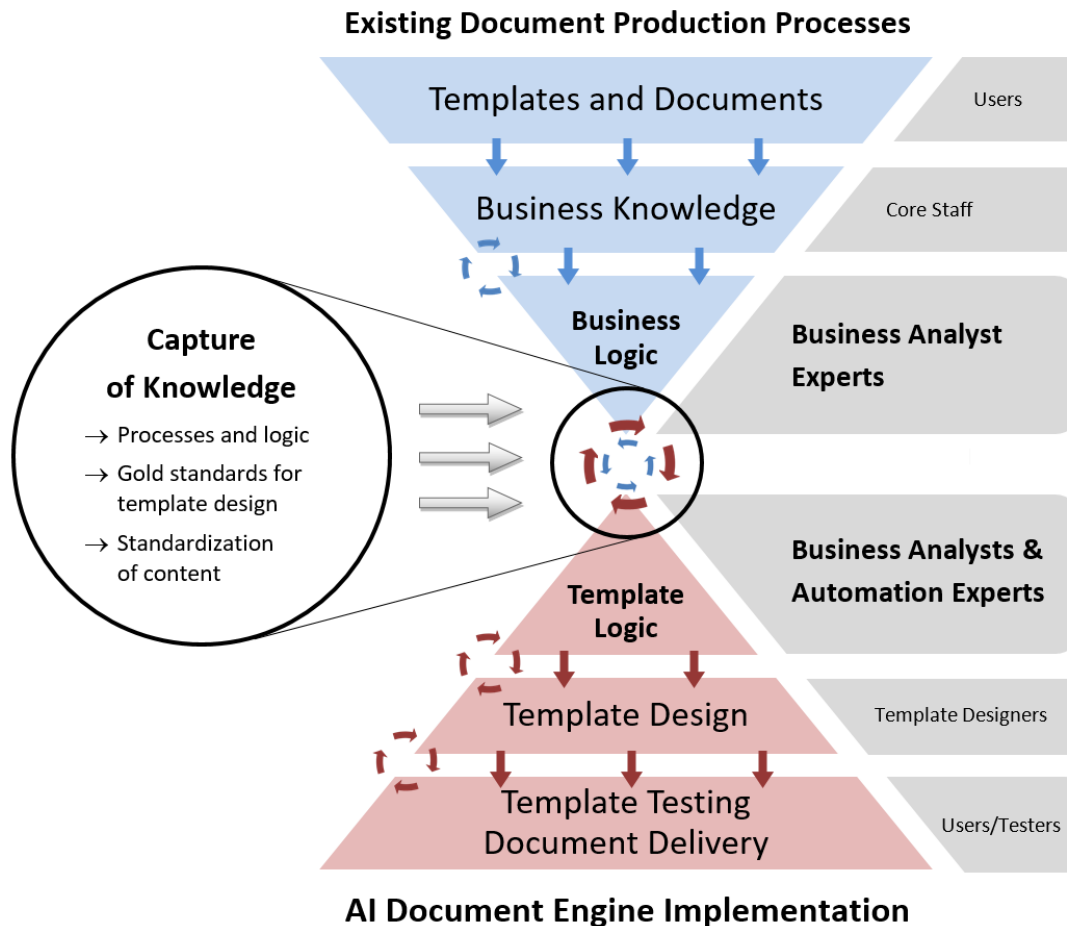 Existing Document Production Processes
Templates and Documents
Users
Business Knowledge
Core Staff
Business
Logic
Business Analyst
Experts
Capture
of Knowledge
→ Processes and logic
→ Gold standards for
template design
→ Standardization
of content
Template
Logic
Business Analysts &
Automation Experts
Template Design
Template Designers
Template Testing
Document Delivery
Users/Testers
AI Document Engine Implementation